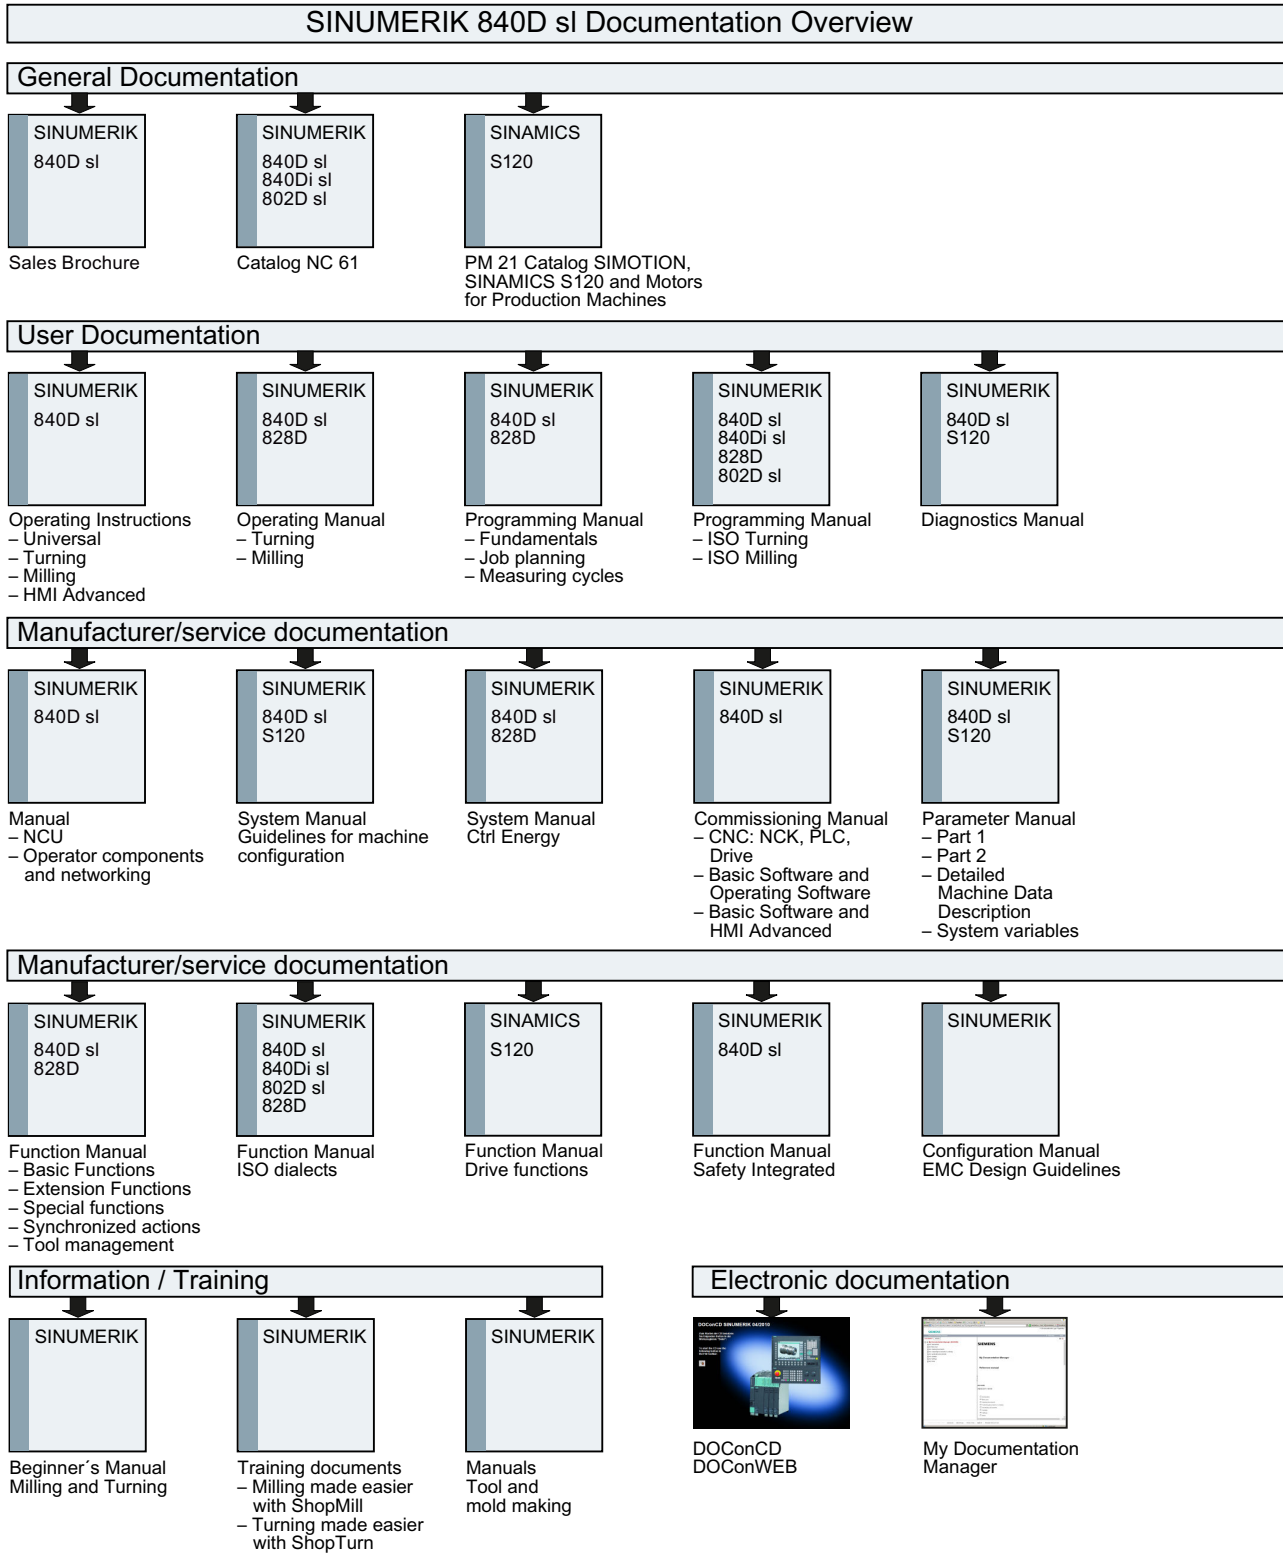 SINUMERIK 840D sl Documentation Overview
General Documentation
SINUMERIK
840D sl
Sales Brochure
SINUMERIK
840D sl
840Di sl
802D sl
Catalog NC 61
SINAMICS
S120
PM 21 Catalog SIMOTION,
SINAMICS S120 and Motors
for Production Machines
User Documentation
SINUMERIK
840D sl
Operating Instructions
– Universal
– Turning
– Milling
– HMI Advanced
SINUMERIK
840D sl
828D
Operating Manual
– Turning
– Milling
SINUMERIK
840D sl
828D
Programming Manual
– Fundamentals
– Job planning
– Measuring cycles
SINUMERIK
840D sl
840Di sl
828D
802D sl
Programming Manual
– ISO Turning
– ISO Milling
SINUMERIK
840D sl
S120
Diagnostics Manual
Manufacturer/service documentation
SINUMERIK
840D sl
Manual
– NCU
– Operator components
and networking
SINUMERIK
840D sl
S120
System Manual
Guidelines for machine
configuration
SINUMERIK
840D sl
828D
System Manual
Ctrl Energy
SINUMERIK
840D sl
Commissioning Manual
– CNC: NCK, PLC,
Drive
– Basic Software and
Operating Software
– Basic Software and
HMI Advanced
SINUMERIK
840D sl
S120
Parameter Manual
– Part 1
– Part 2
– Detailed
Machine Data
Description
– System variables
Manufacturer/service documentation
SINUMERIK
840D sl
828D
Function Manual
– Basic Functions
– Extension Functions
– Special functions
– Synchronized actions
– Tool management
SINUMERIK
840D sl
840Di sl
802D sl
828D
Function Manual
ISO dialects
SINAMICS
S120
Function Manual
Drive functions
SINUMERIK
840D sl
Function Manual
Safety Integrated
SINUMERIK
Configuration Manual
EMC Design Guidelines
Information / Training
SINUMERIK
Beginner´s Manual
Milling and Turning
SINUMERIK
Training documents
– Milling made easier
with ShopMill
– Turning made easier
with ShopTurn
SINUMERIK
Manuals
Tool and
mold making
Electronic documentation
DOConCD SINUMERIK 04/2010
DOConCD
DOConWEB
SIEMENS
My Documentation Manager
My Documentation
Manager